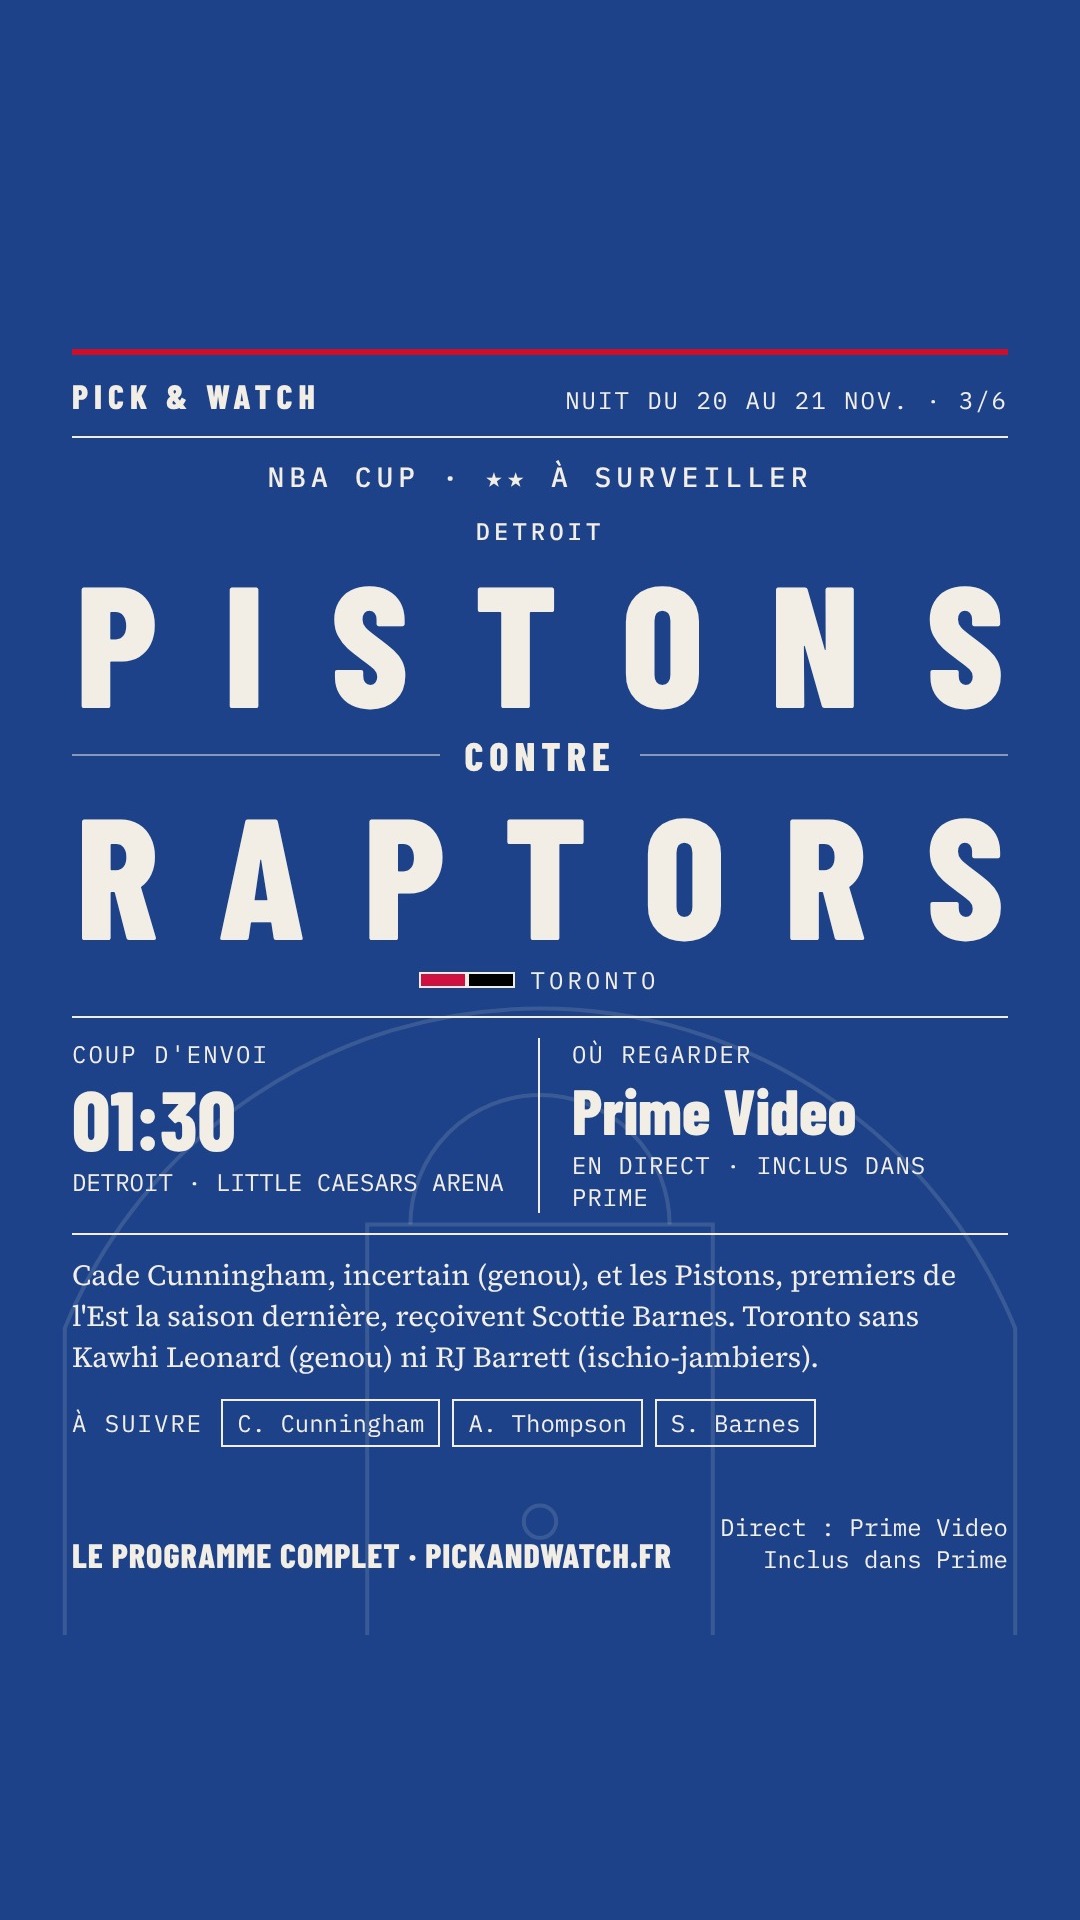 PICK & WATCH
NUIT DU 20 AU 21 NOV. · 3/6
NBA CUP · ★★ À SURVEILLER
DETROIT
PISTONS
CONTRE
RAPTORS
TORONTO
COUP D'ENVOI
01:30
DETROIT · LITTLE CAESARS ARENA
OÙ REGARDER
Prime Video
EN DIRECT · INCLUS DANS
PRIME
Cade Cunningham, incertain (genou), et les Pistons, premiers de
l'Est la saison dernière, reçoivent Scottie Barnes. Toronto sans
Kawhi Leonard (genou) ni RJ Barrett (ischio-jambiers).
À SUIVRE C. Cunningham A. Thompson S. Barnes
LE PROGRAMME COMPLET · PICKANDWATCH.FR
Direct : Prime Video
Inclus dans Prime